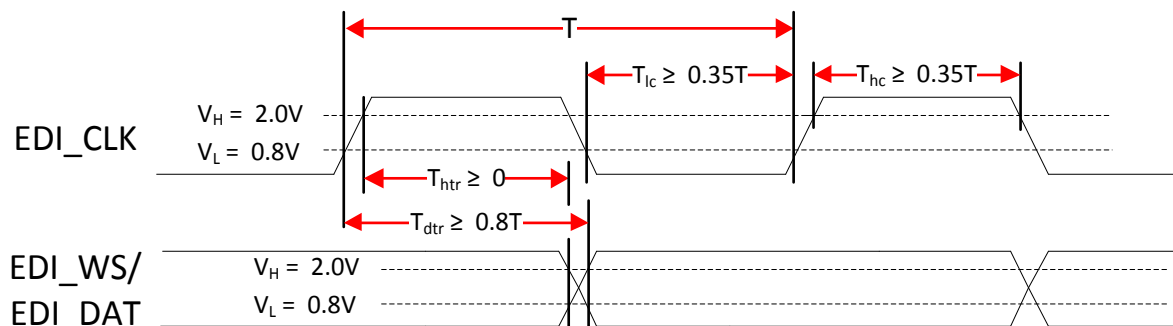 T
T_lc ≥ 0.35T
T_hc ≥ 0.35T
V_H = 2.0V
EDI_CLK
V_L = 0.8V
T_htr ≥ 0
T_dtr ≥ 0.8T
EDI_WS/
EDI_DAT
V_H = 2.0V
V_L = 0.8V